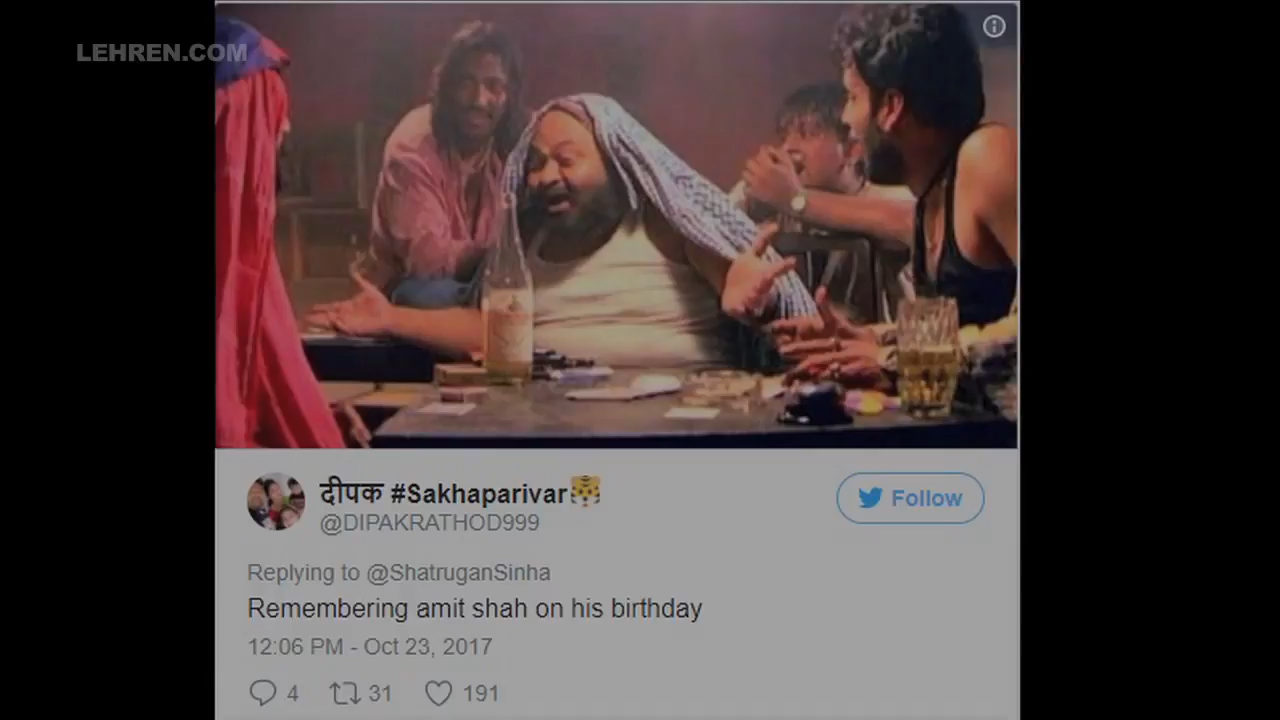 LEHREN.COM
दीपक #Sakhaparivar🐯
@DIPAKRATHOD999
Follow
Replying to @ShatruganSinha
Remembering amit shah on his birthday
12:06 PM - Oct 23, 2017
4 31 191